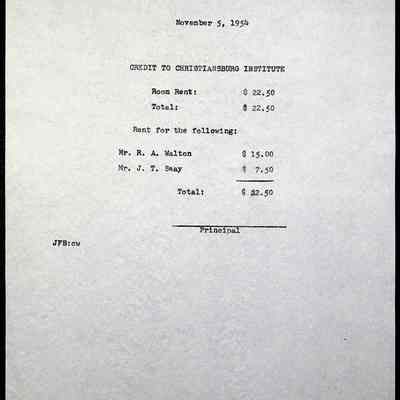 November 5, 1954
CREDIT TO CHRISTIANSBURG INSTITUTE
Room Rent: $ 22.50
Total: $ 22.50
Rent for the following:
Mr. R. A. Walton $ 15.00
Mr. J. T. Saay $ 7.50
Total: $ 22.50
Principal
JFB:cw